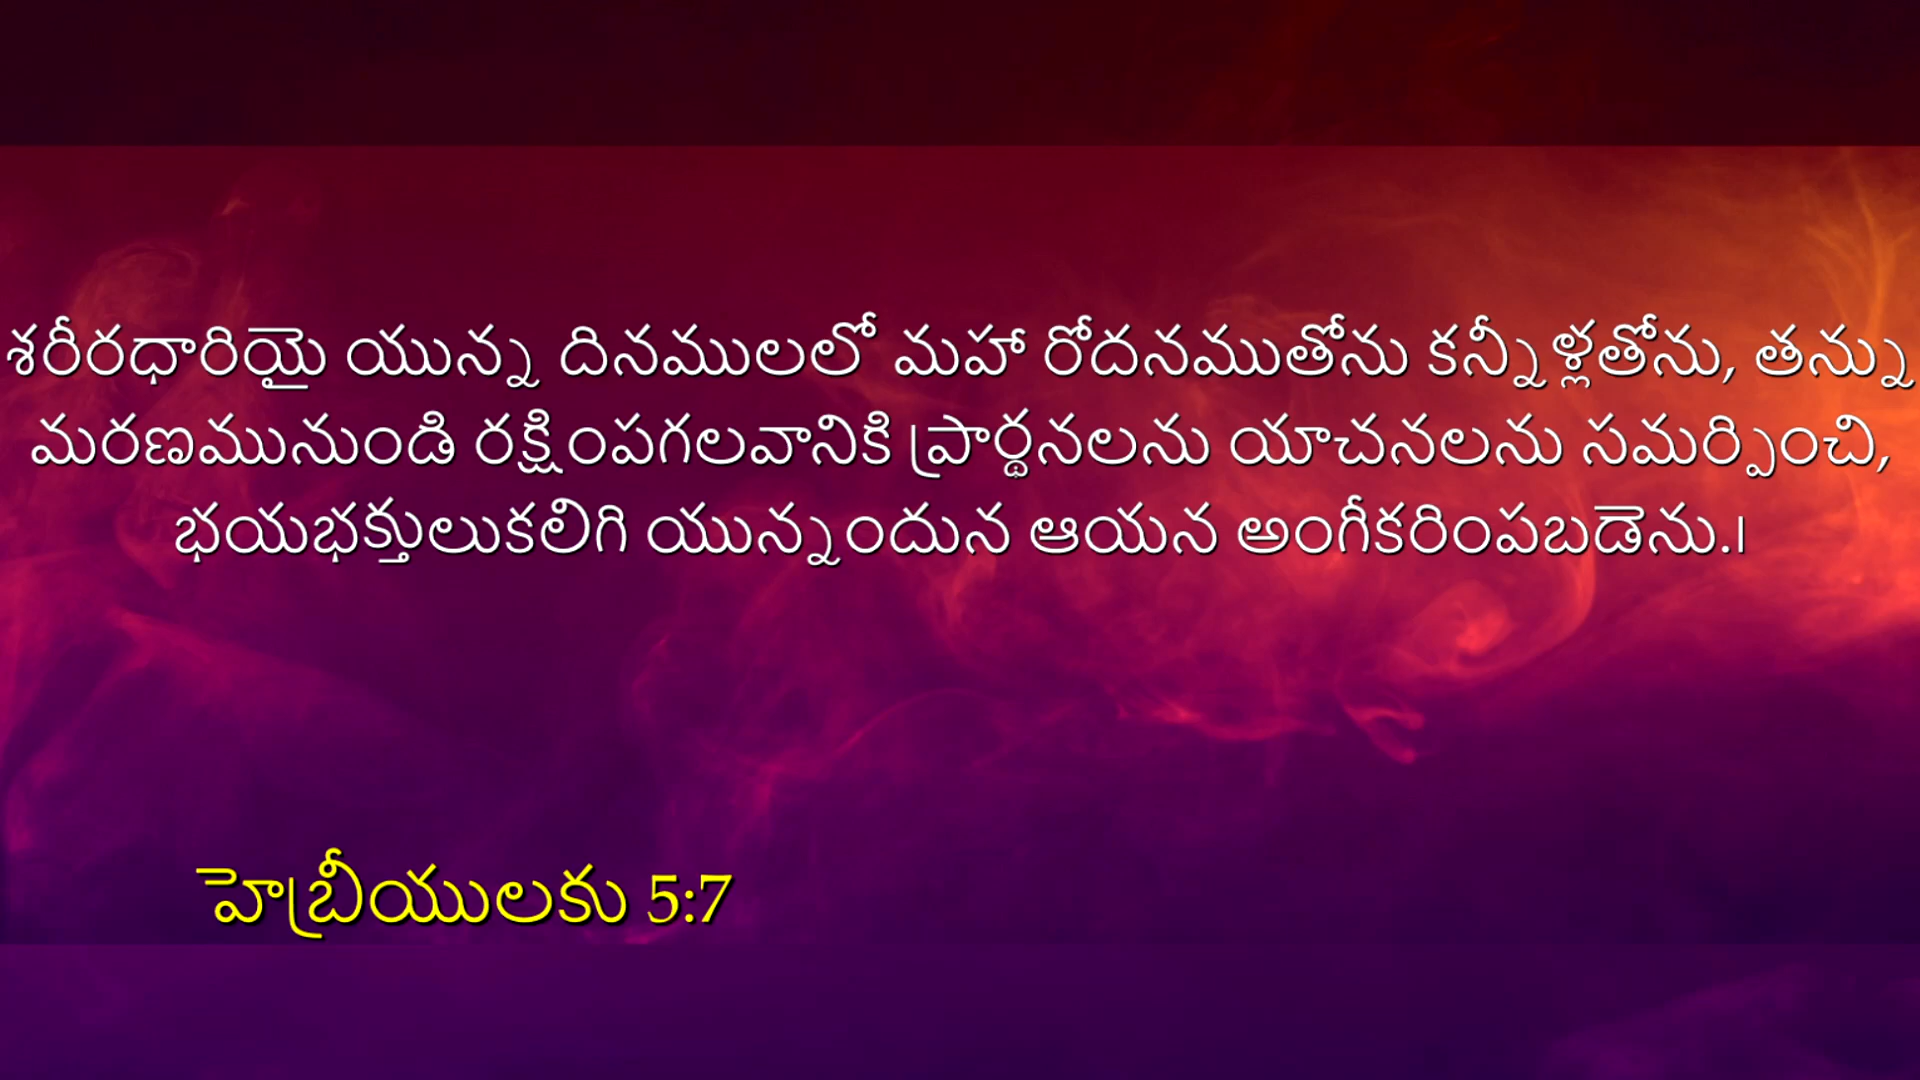 శరీరధారియై యున్న దినములలో మహా రోదనముతోను కన్నీళ్లతోను, తన్ను
మరణమునుండి రక్షింపగలవానికి ప్రార్థనలను యాచనలను సమర్పించి,
భయభక్తులుకలిగి యున్నందున ఆయన అంగీకరింపబడెను.।
హెబ్రీయులకు 5:7